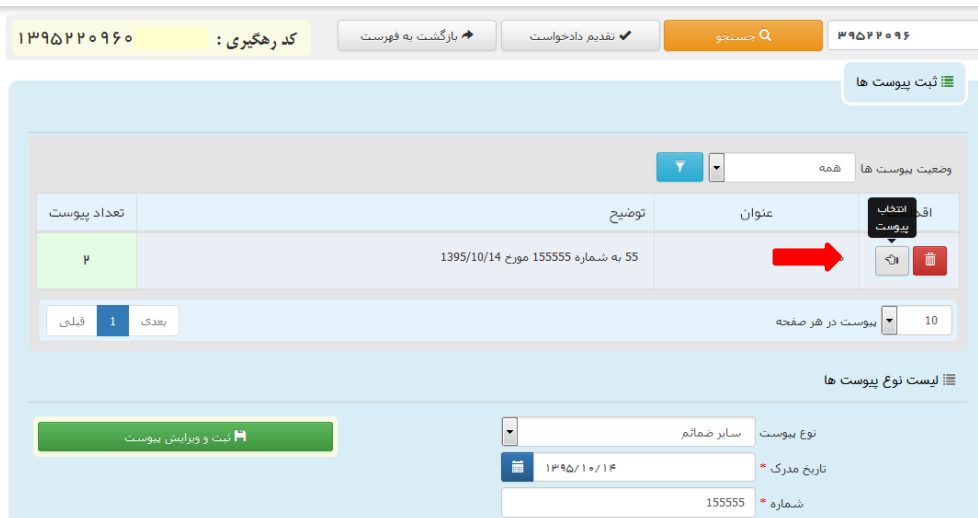 ۳۹۵۲۲۰۹۶ جستجو تقدیم دادخواست بازگشت به فهرست کد رهگیری : ۱۳۹۵۲۲۰۹۶۰
ثبت پیوست ها
وضعیت پیوست ها همه
عنوان توضیح تعداد پیوست
انتخاب پیوست
55 به شماره 155555 مورخ 1395/10/14 ۲
10 پیوست در هر صفحه بعدی 1 قبلی
لیست نوع پیوست ها
نوع پیوست سایر ضمائم ثبت و ویرایش پیوست
تاریخ مدرک * ۱۳۹۵/۱۰/۱۴
شماره * 155555